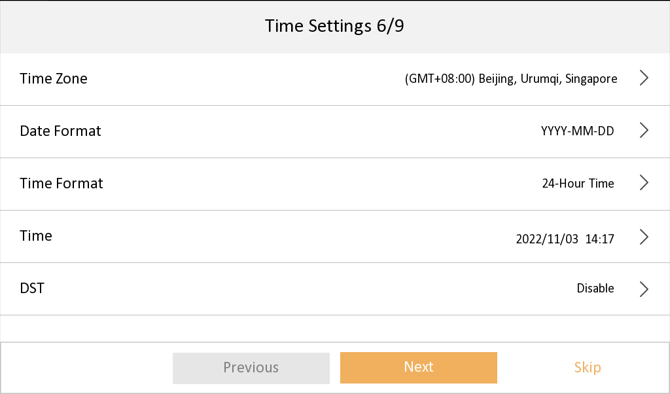 Time Settings 6/9
Time Zone (GMT+08:00) Beijing, Urumqi, Singapore
Date Format YYYY-MM-DD
Time Format 24-Hour Time
Time 2022/11/03 14:17
DST Disable
Previous Next Skip